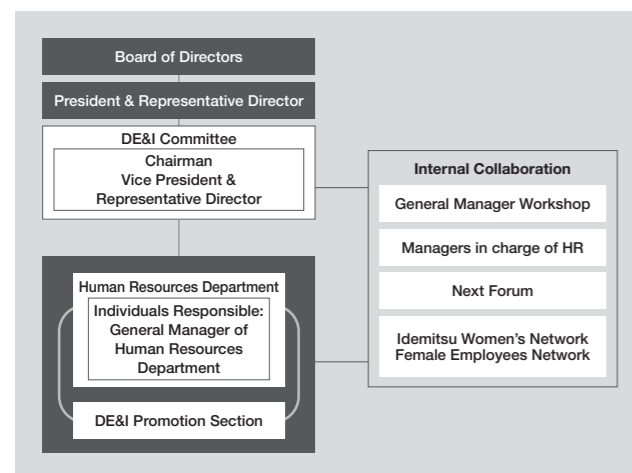 Board of Directors
President & Representative Director
DE&I Committee
Chairman
Vice President &
Representative Director
Human Resources Department
Individuals Responsible:
General Manager of
Human Resources
Department
DE&I Promotion Section
Internal Collaboration
General Manager Workshop
Managers in charge of HR
Next Forum
Idemitsu Women’s Network
Female Employees Network